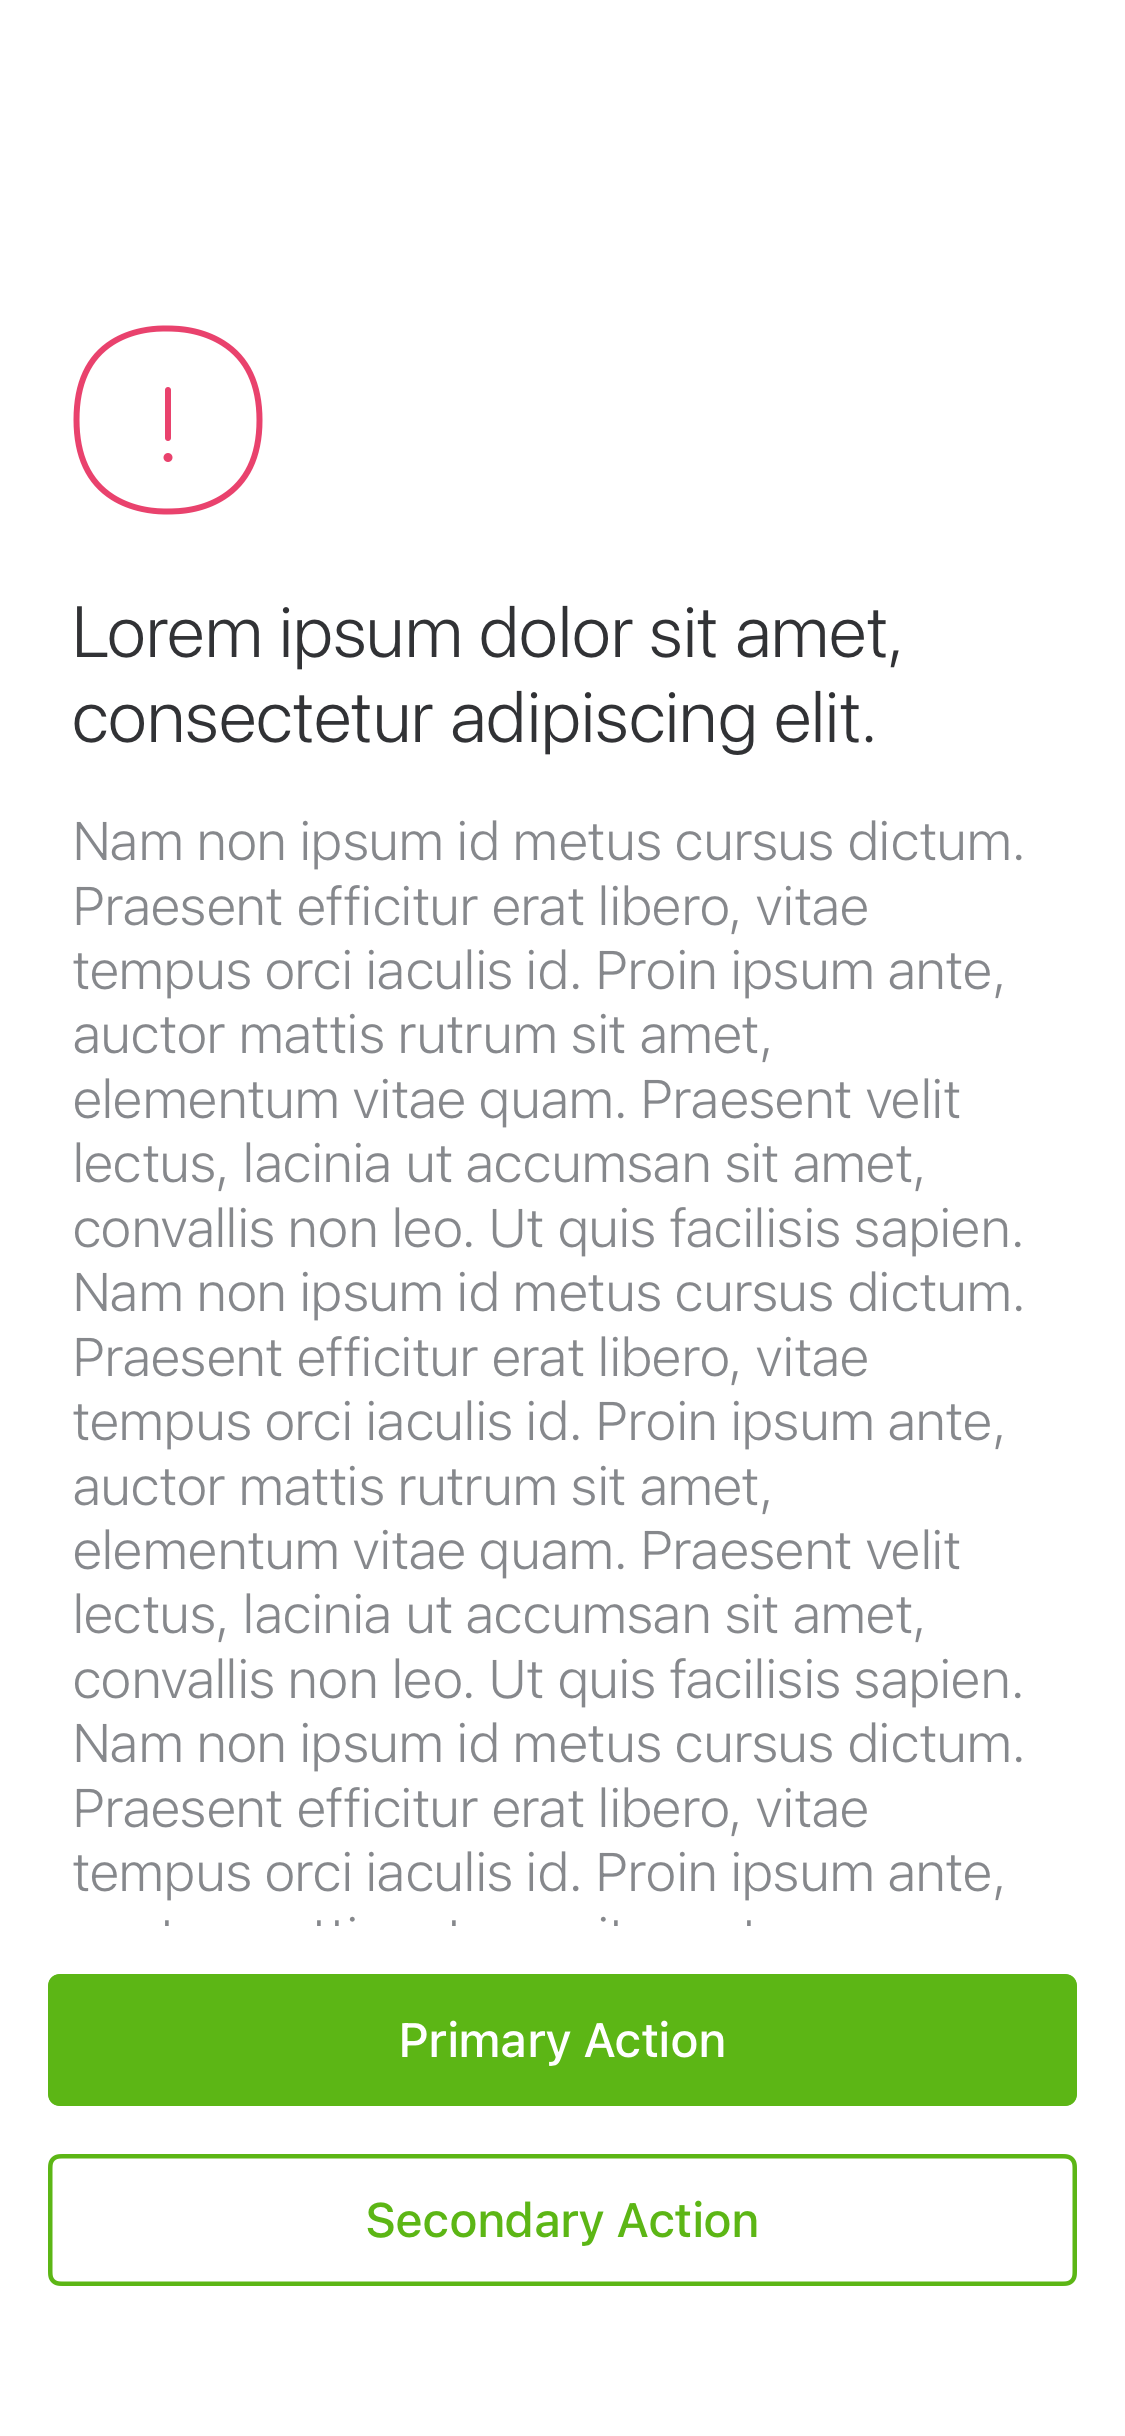 Lorem ipsum dolor sit amet,
consectetur adipiscing elit.
Nam non ipsum id metus cursus dictum.
Praesent efficitur erat libero, vitae
tempus orci iaculis id. Proin ipsum ante,
auctor mattis rutrum sit amet,
elementum vitae quam. Praesent velit
lectus, lacinia ut accumsan sit amet,
convallis non leo. Ut quis facilisis sapien.
Nam non ipsum id metus cursus dictum.
Praesent efficitur erat libero, vitae
tempus orci iaculis id. Proin ipsum ante,
auctor mattis rutrum sit amet,
elementum vitae quam. Praesent velit
lectus, lacinia ut accumsan sit amet,
convallis non leo. Ut quis facilisis sapien.
Nam non ipsum id metus cursus dictum.
Praesent efficitur erat libero, vitae
tempus orci iaculis id. Proin ipsum ante,
Primary Action
Secondary Action